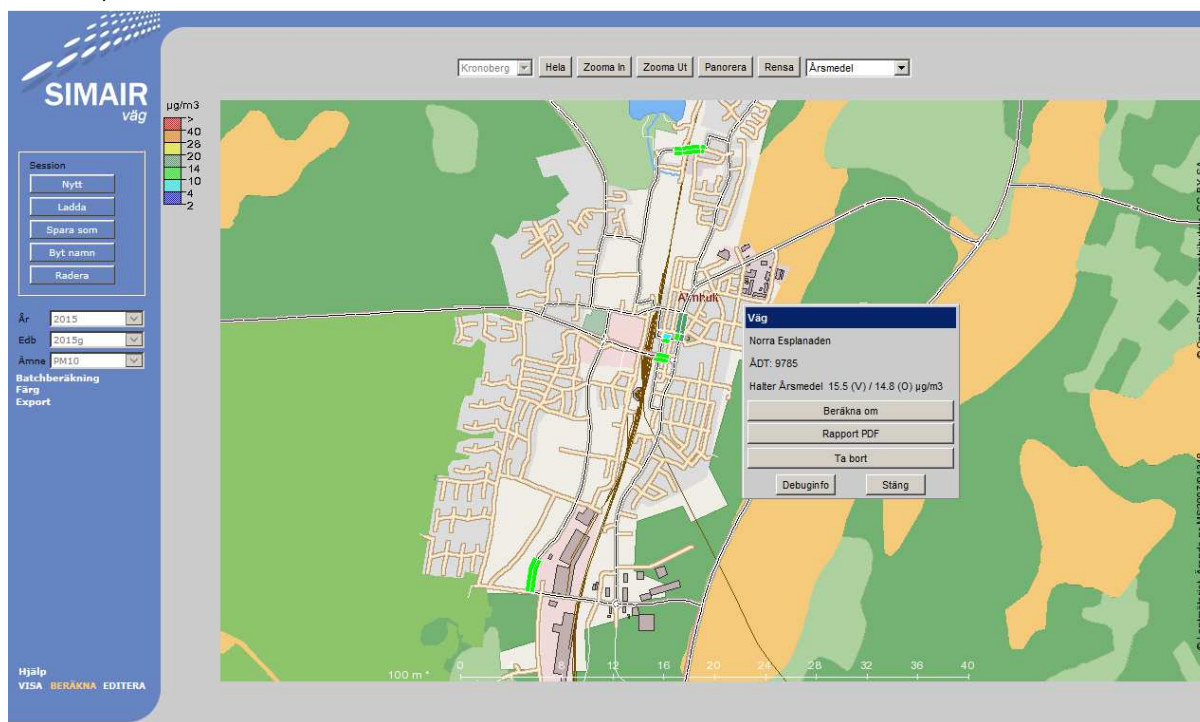 SIMAIR
väg
Kronoberg Hela Zooma In Zooma Ut Panorera Rensa Årsmedel
µg/m3
>
40
28
20
14
10
4
2
Session
Nytt
Ladda
Spara som
Byt namn
Radera
År 2015
Edb 2015g
Ämne PM10
Batchberäkning
Färg
Export
Älmhult
Väg
Norra Esplanaden
ÅDT: 9785
Halter Årsmedel 15.5 (V) / 14.8 (O) µg/m3
Beräkna om
Rapport PDF
Ta bort
Debuginfo Stäng
100 m * 0 8 12 16 20 24 28 32 36 40
Hjälp
VISA BERÄKNA EDITERA